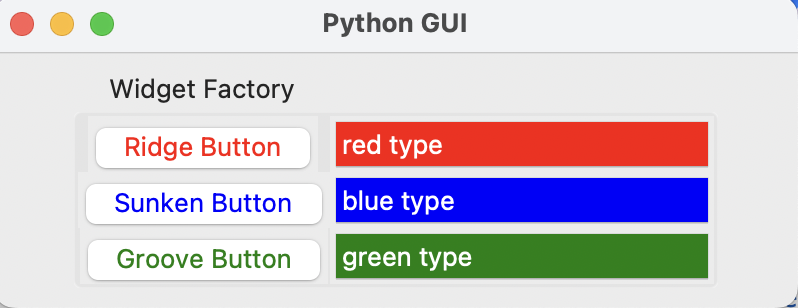 Python GUI
Widget Factory
Ridge Button red type
Sunken Button blue type
Groove Button green type